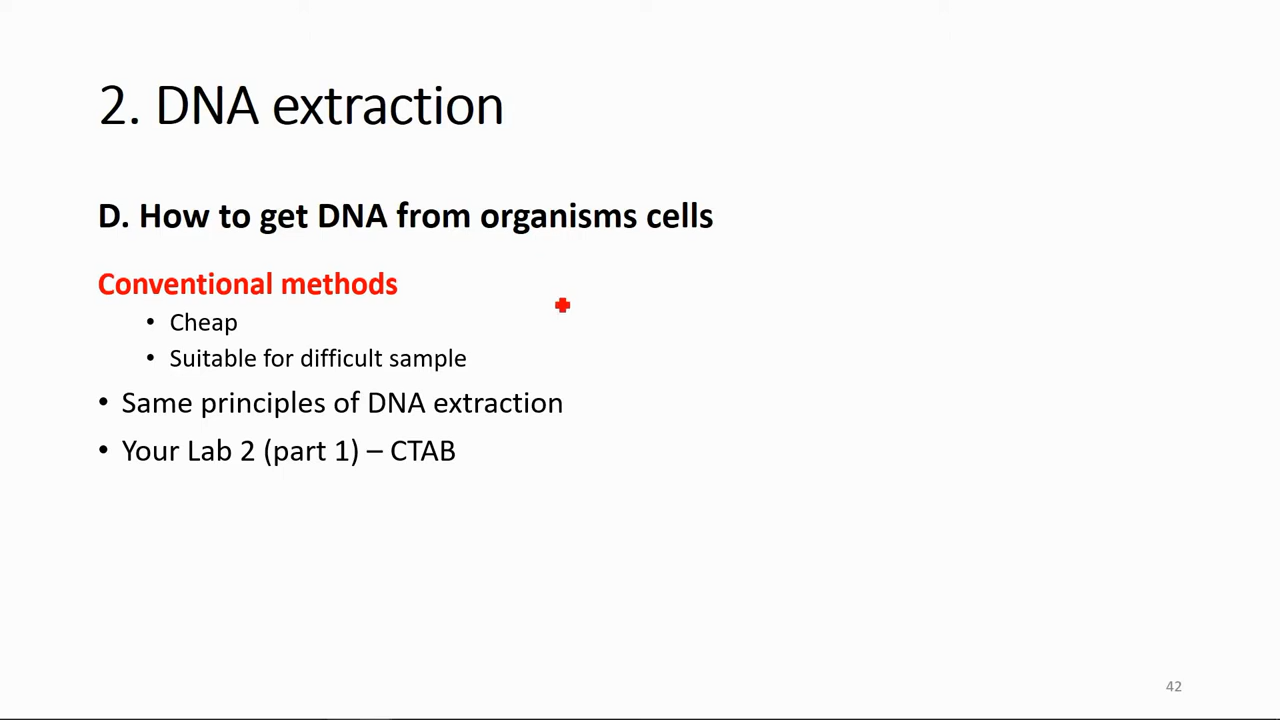 2. DNA extraction
D. How to get DNA from organisms cells
Conventional methods
• Cheap
• Suitable for difficult sample
• Same principles of DNA extraction
• Your Lab 2 (part 1) – CTAB
42